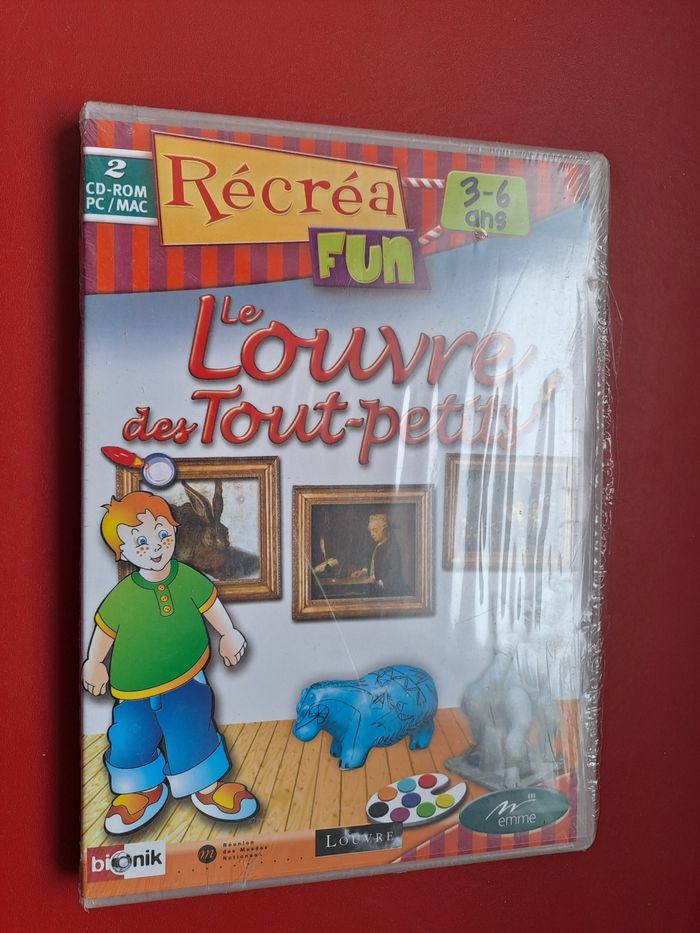 2
CD-ROM
PC/MAC
Récréa
FUN
3-6
ans
Le
Louvre
des Tout-petits
bionik
m
Réunion
des Musées
Nationaux
LOUVRE
emme